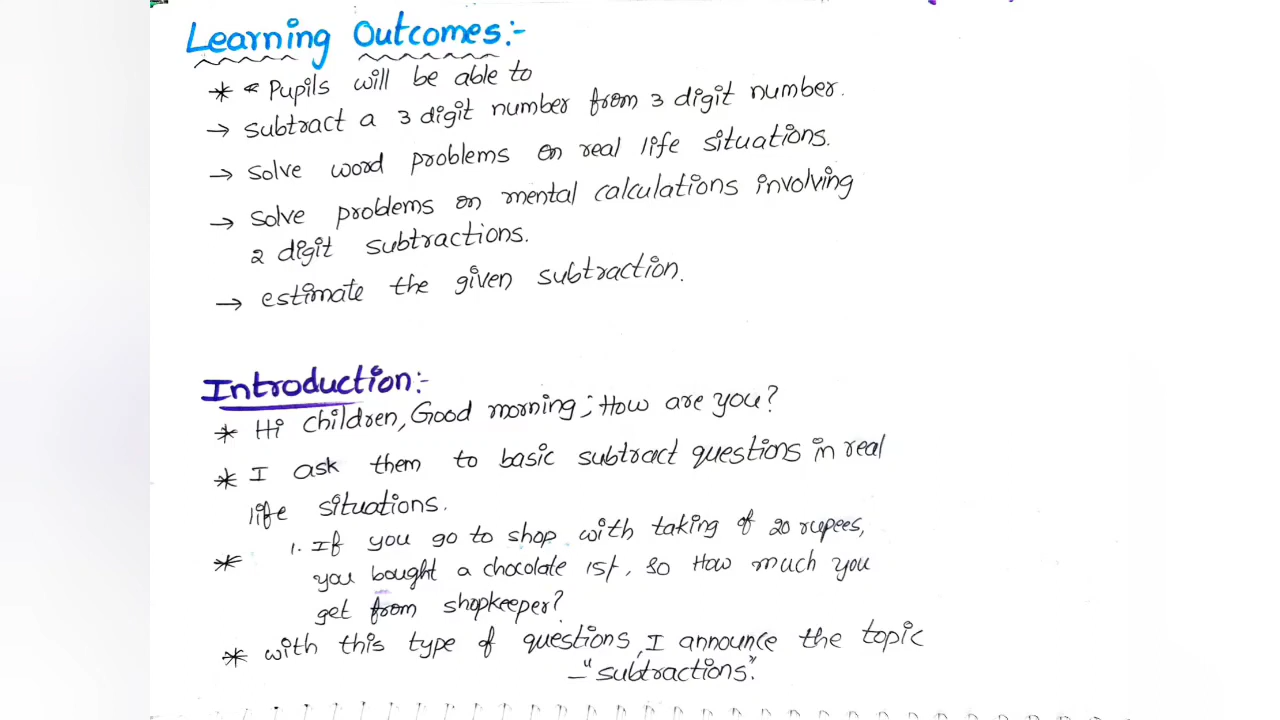 Learning Outcomes:-
* Pupils will be able to
→ subtract a 3 digit number from 3 digit number.
→ solve word problems on real life situations.
→ solve problems on mental calculations involving
2 digit subtractions.
→ estimate the given subtraction.
Introduction:-
* Hi children, Good morning; How are you?
* I ask them to basic subtract questions in real
life situations.
* 1. If you go to shop with taking of 20 rupees,
you bought a chocolate 15/-, so How much you
get from shopkeeper?
* with this type of questions, I announce the topic
– "subtractions".